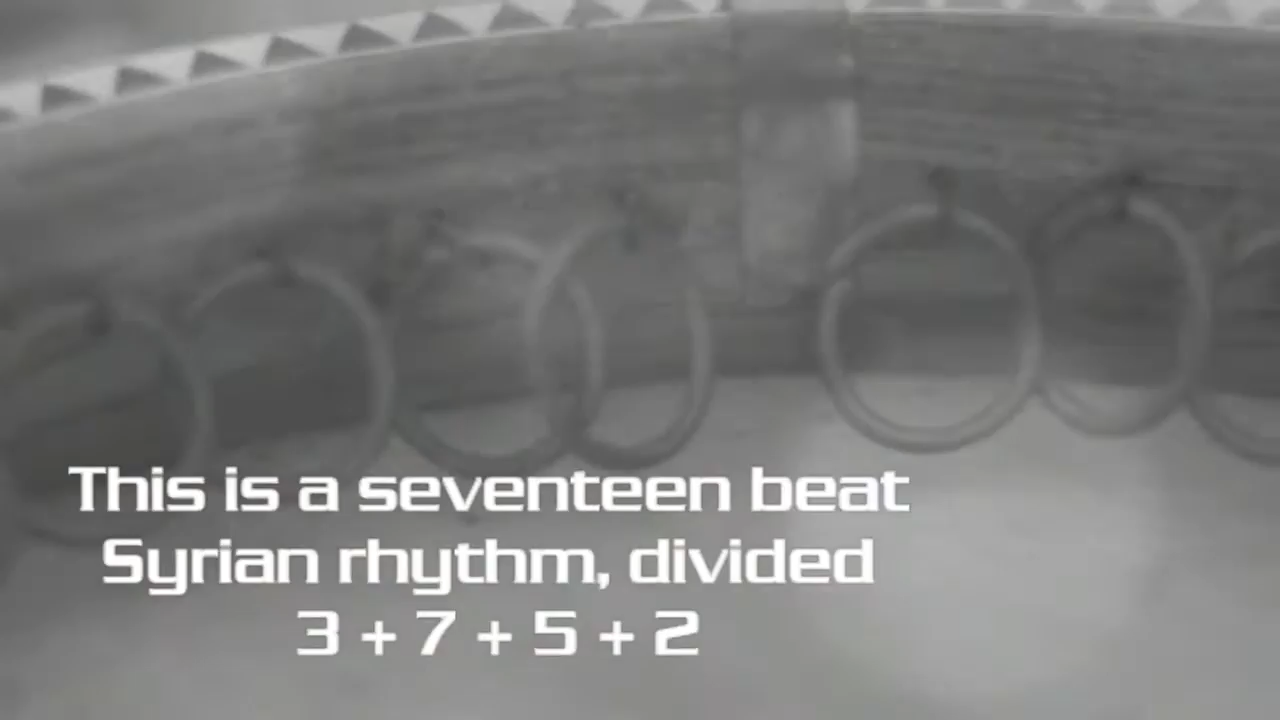 This is a seventeen beat
Syrian rhythm, divided
3 + 7 + 5 + 2